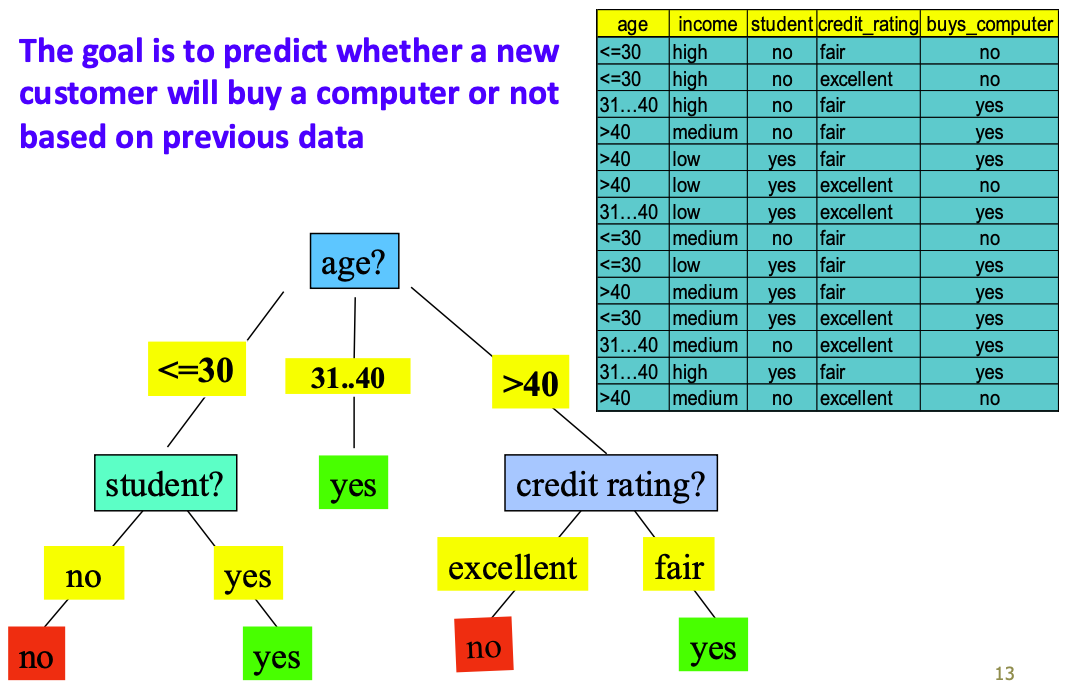 The goal is to predict whether a new
customer will buy a computer or not
based on previous data
age income student credit_rating buys_computer
<=30 high no fair no
<=30 high no excellent no
31…40 high no fair yes
>40 medium no fair yes
>40 low yes fair yes
>40 low yes excellent no
31…40 low yes excellent yes
<=30 medium no fair no
<=30 low yes fair yes
>40 medium yes fair yes
<=30 medium yes excellent yes
31…40 medium no excellent yes
31…40 high yes fair yes
>40 medium no excellent no
age?
<=30 31..40 >40
student? yes credit rating?
no yes excellent fair
no yes no yes
13